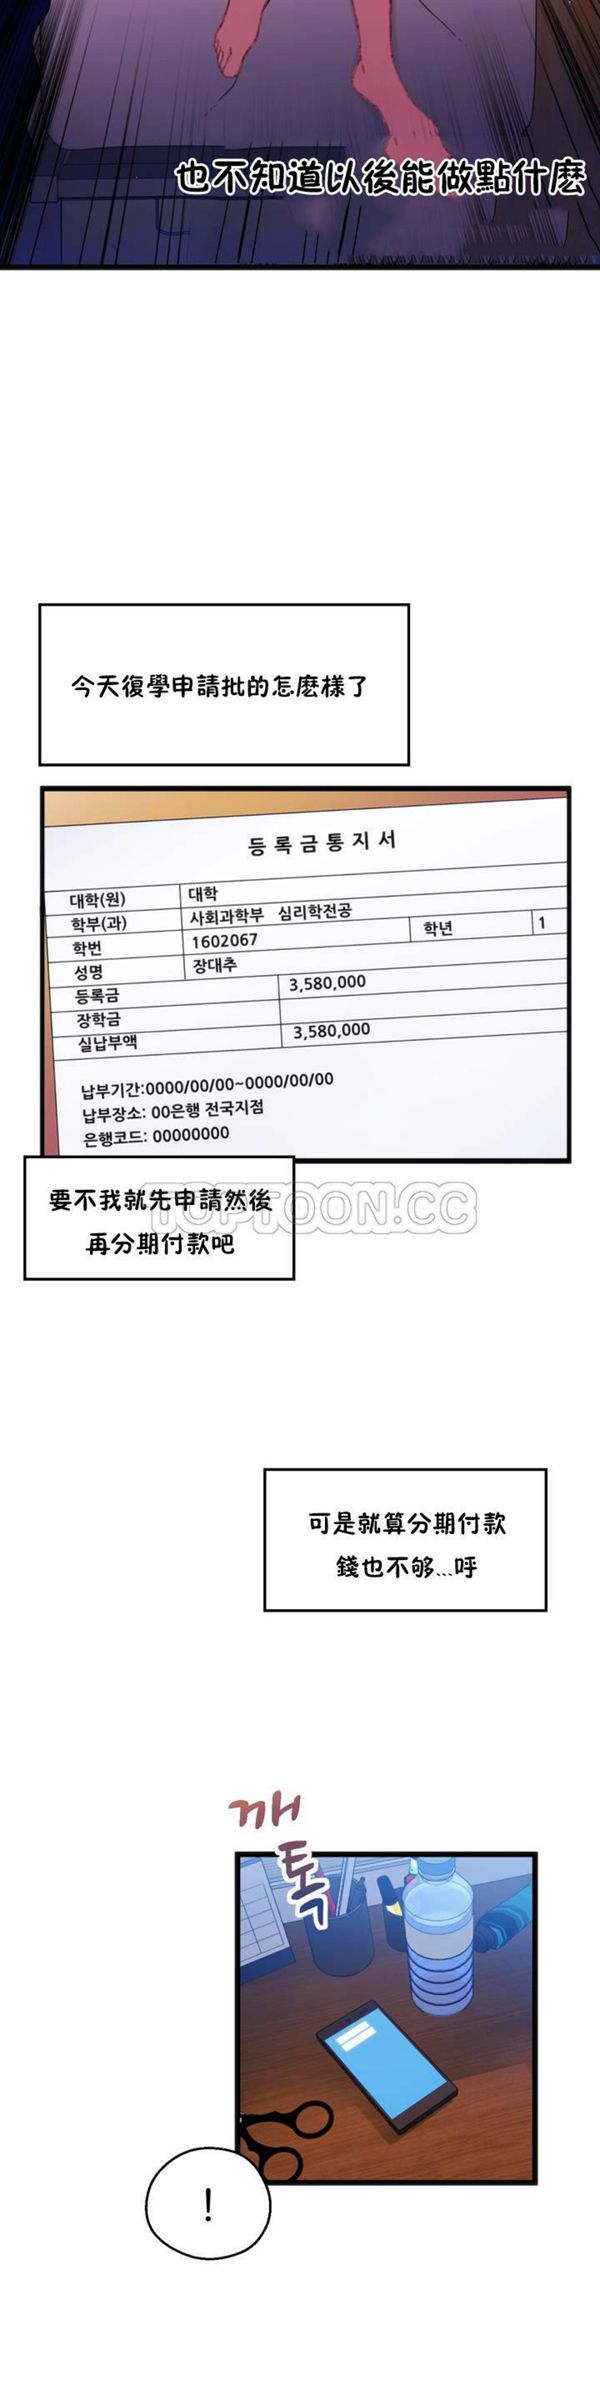 也不知道以後能做點什麼
今天復學申請批的怎麼樣了
등록금통지서
대학(원) 대학
학부(과) 사회과학부 심리학전공
학번 1602067 학년 1
성명 장대추
등록금 3,580,000
장학금
실납부액 3,580,000
납부기간:0000/00/00~0000/00/00
납부장소: 00은행 전국지점
은행코드: 00000000
要不我就先申請然後
再分期付款吧
TOPTOON.CC
可是就算分期付款
錢也不够...呼
깨
톡
!